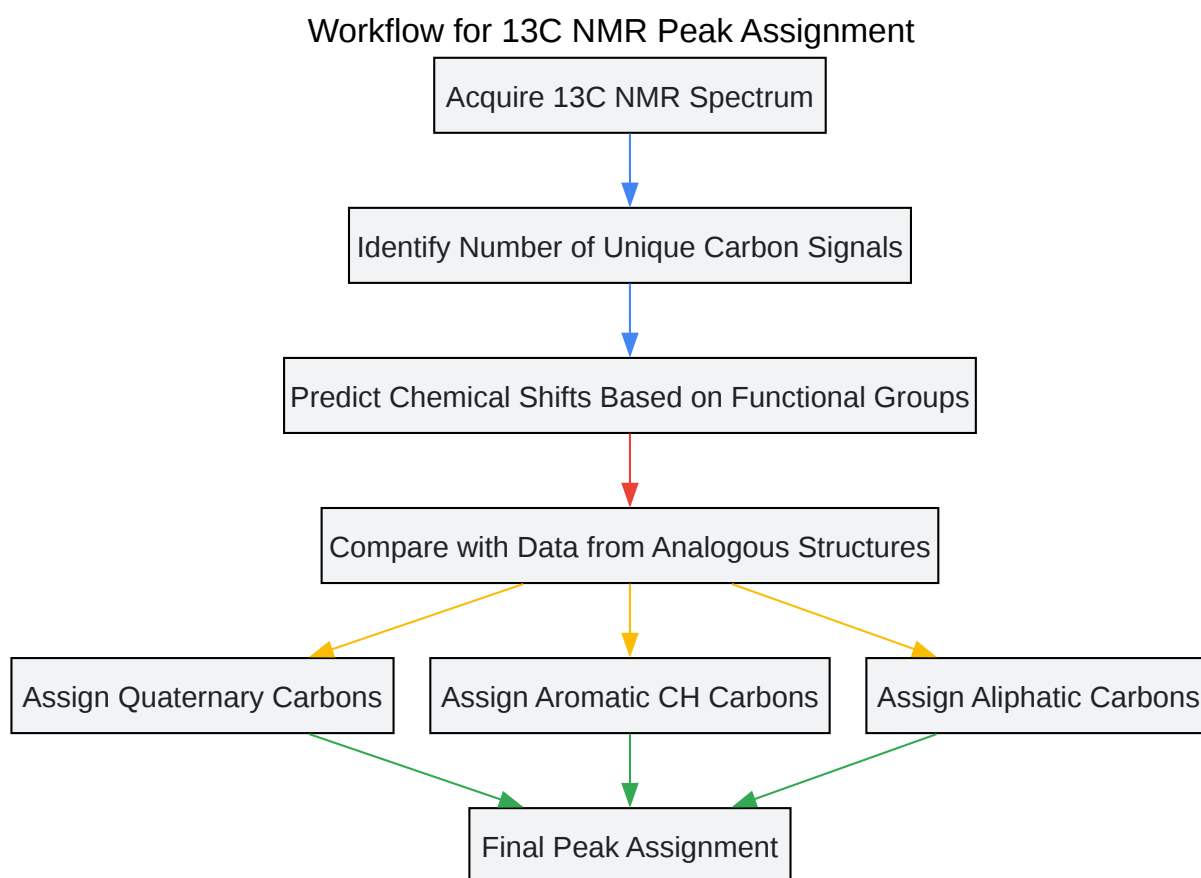 Workflow for 13C NMR Peak Assignment
Acquire 13C NMR Spectrum
Identify Number of Unique Carbon Signals
Predict Chemical Shifts Based on Functional Groups
Compare with Data from Analogous Structures
Assign Quaternary Carbons
Assign Aromatic CH Carbons
Assign Aliphatic Carbons
Final Peak Assignment